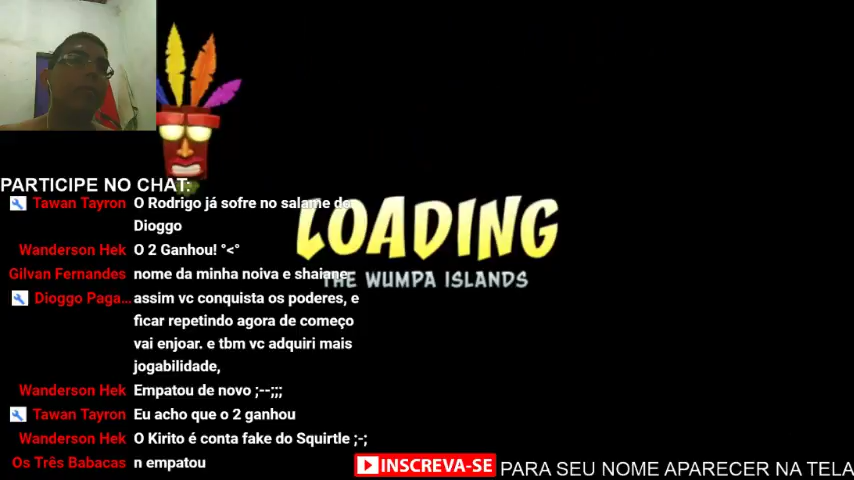 PARTICIPE NO CHAT:
Tawan Tayron O Rodrigo já sofre no salame do
Dioggo
Wanderson Hek O 2 Ganhou! °<°
Gilvan Fernandes nome da minha noiva e shaiane
Dioggo Paga... assim vc conquista os poderes, e
ficar repetindo agora de começo
vai enjoar. e tbm vc adquiri mais
jogabilidade,
Wanderson Hek Empatou de novo ;--;;;
Tawan Tayron Eu acho que o 2 ganhou
Wanderson Hek O Kirito é conta fake do Squirtle ;-;
Os Três Babacas n empatou
LOADING
THE WUMPA ISLANDS
INSCREVA-SE PARA SEU NOME APARECER NA TELA